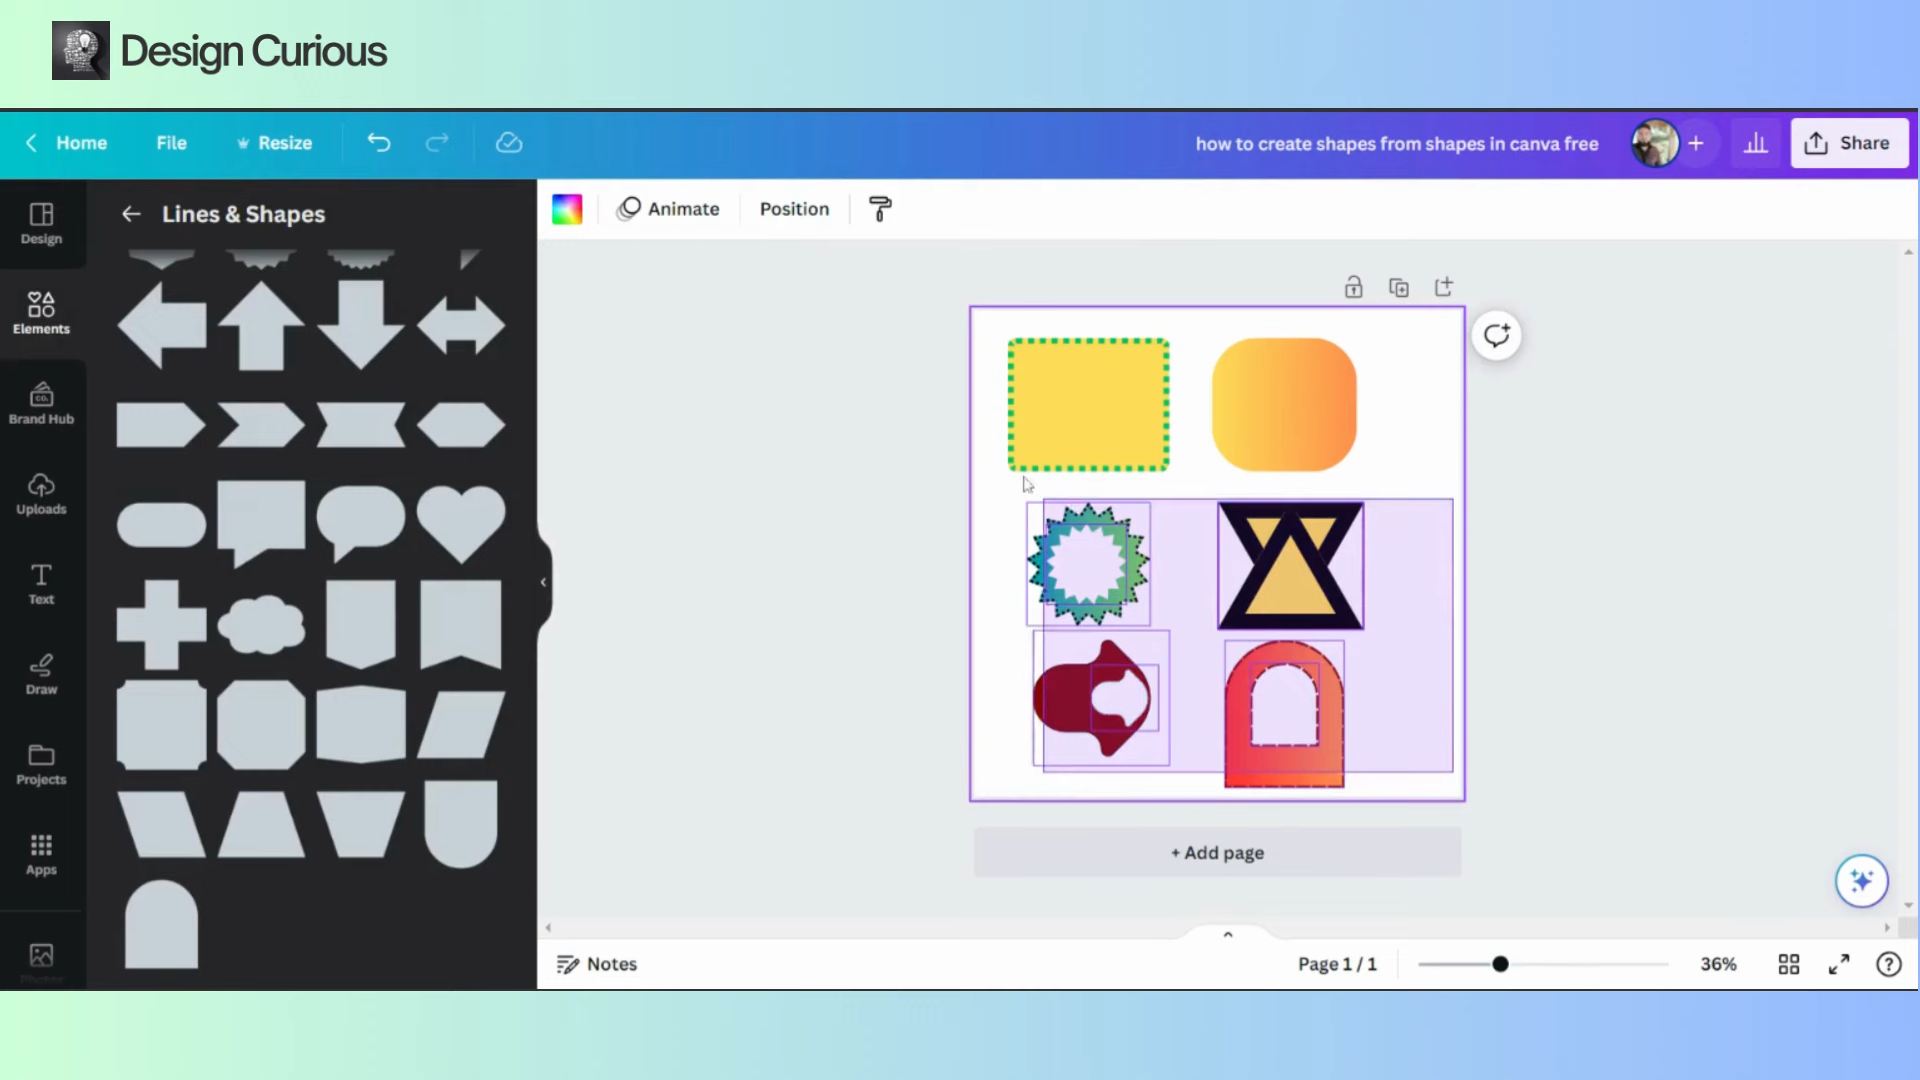 Design Curious
Home
File
Resize
how to create shapes from shapes in canva free
Share
Design
Elements
Brand Hub
CO.
Uploads
Text
Draw
Projects
Apps
Lines & Shapes
Animate
Position
+ Add page
Notes
Page 1 / 1
36%